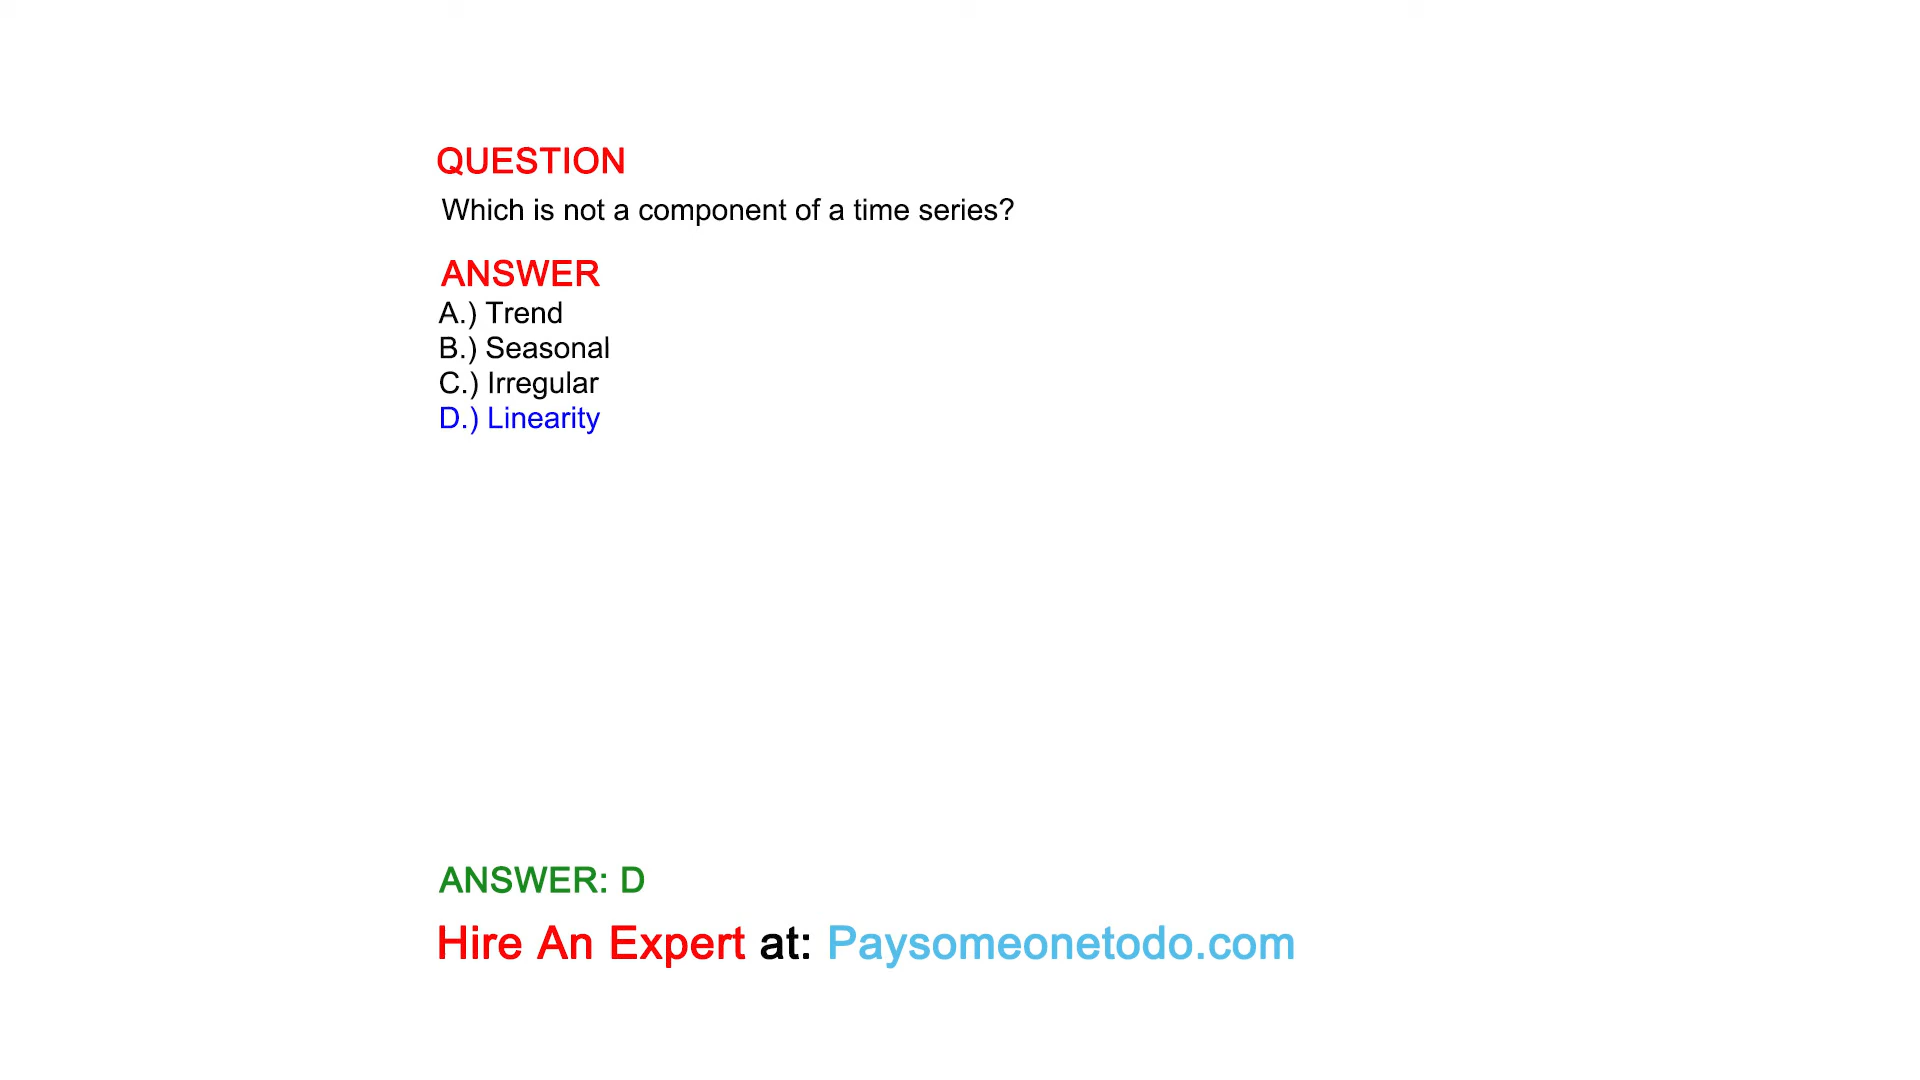 QUESTION
Which is not a component of a time series?
ANSWER
A.) Trend
B.) Seasonal
C.) Irregular
D.) Linearity
ANSWER: D
Hire An Expert at: Paysomeonetodo.com